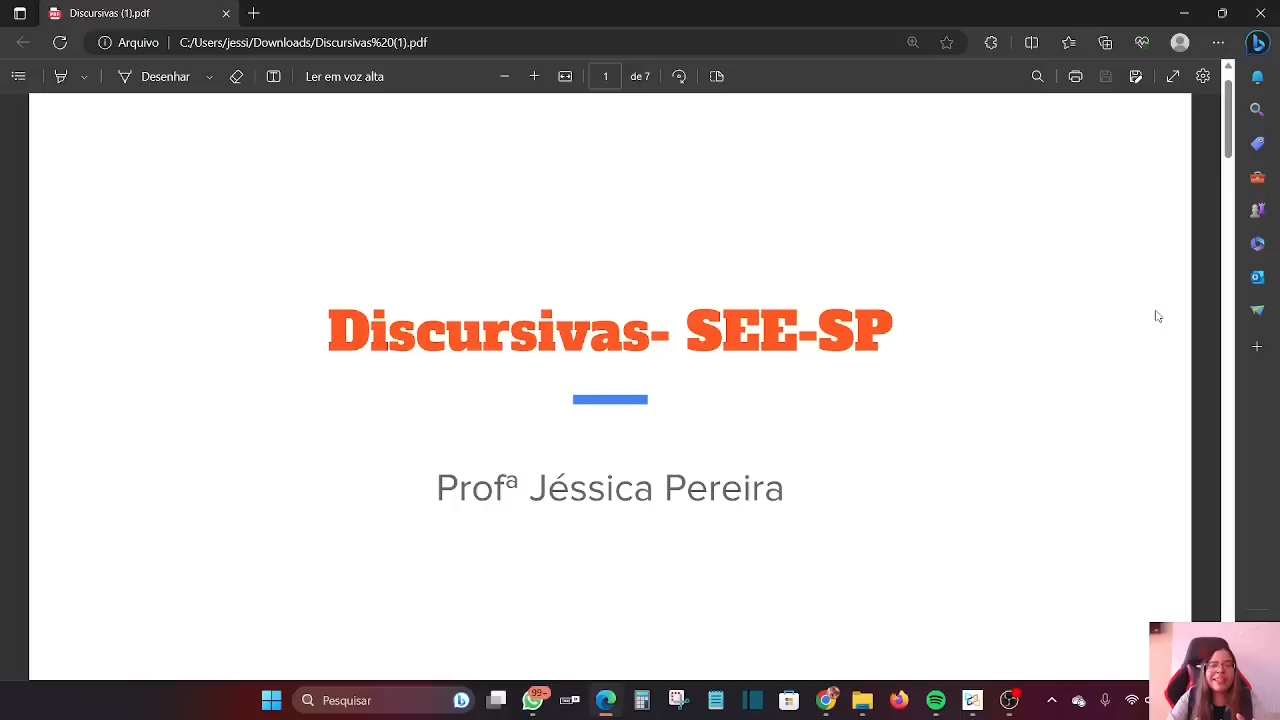 Discursivas (1).pdf
Arquivo
C:/Users/jessi/Downloads/Discursivas%20(1).pdf
Desenhar
Ler em voz alta
1
de 7
Discursivas- SEE-SP
Profª Jéssica Pereira
Pesquisar
99+